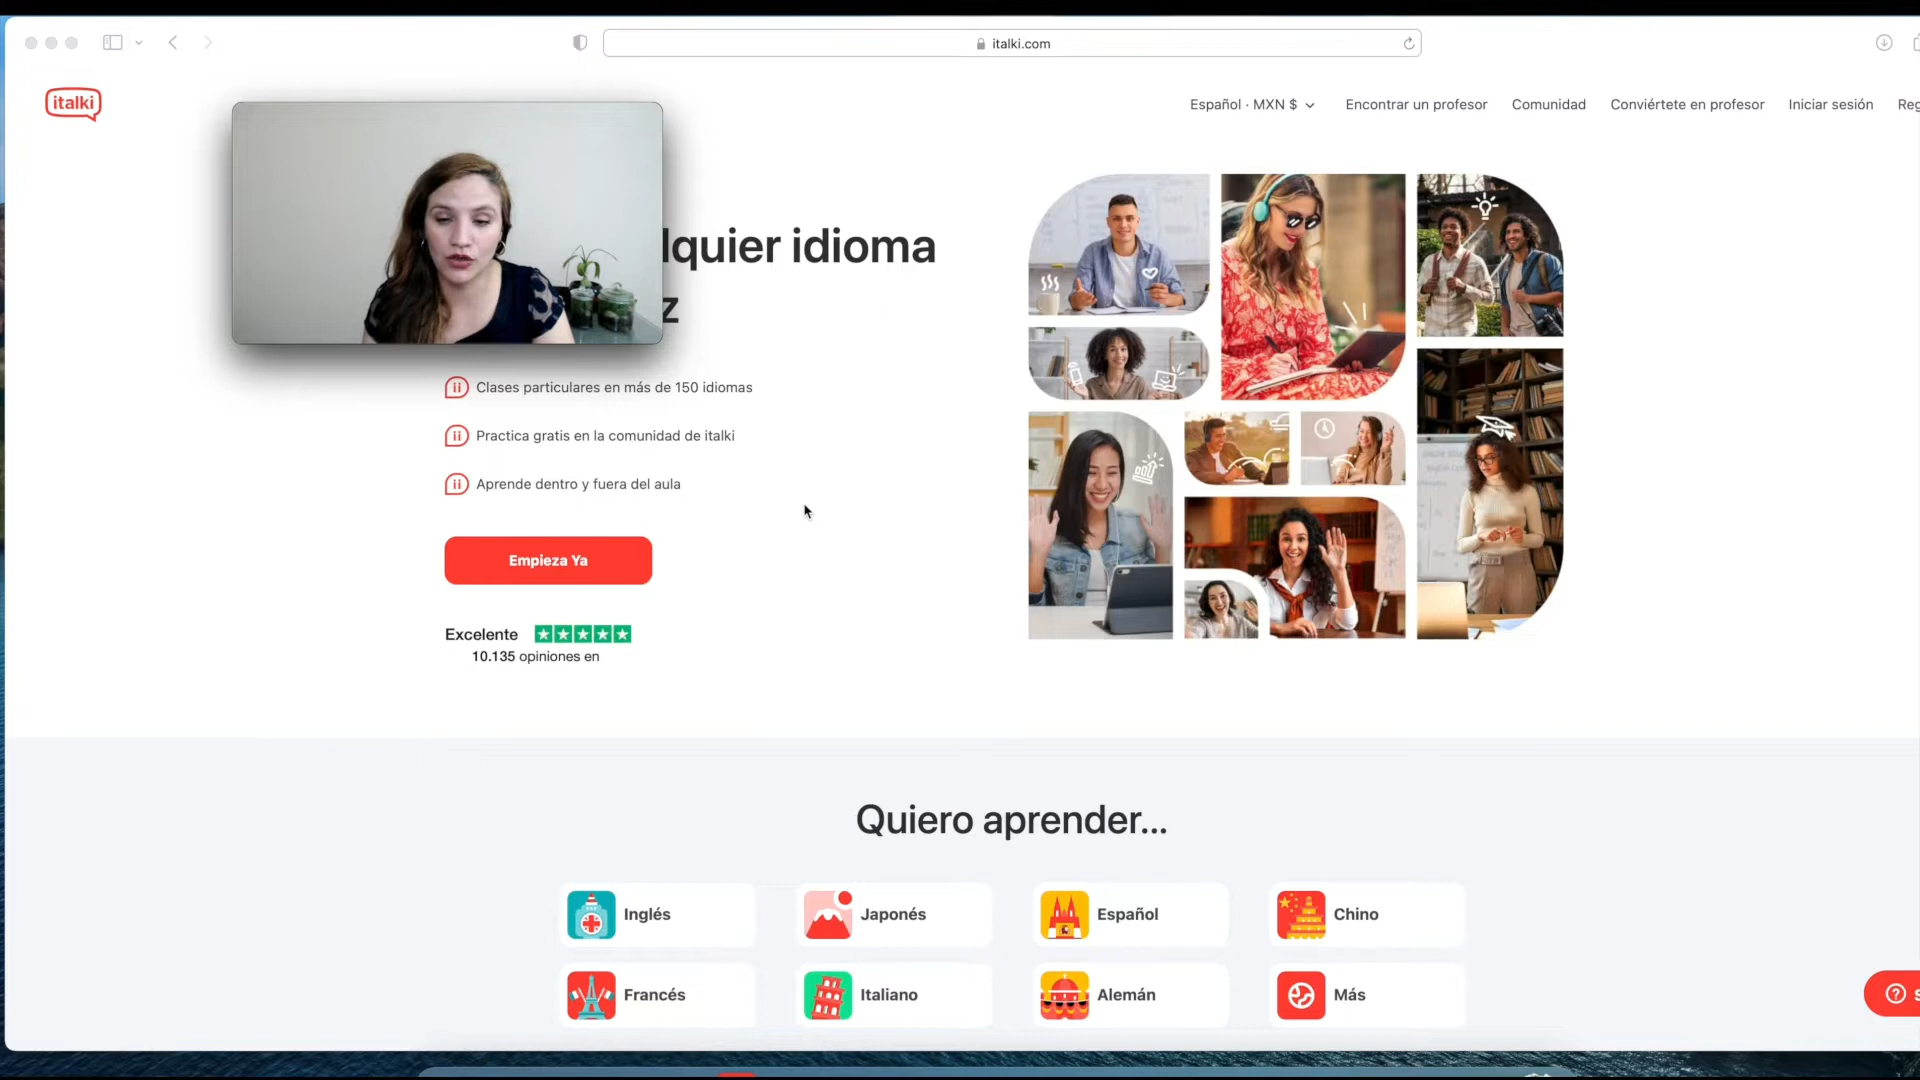 italki.com
italki
Español · MXN $
Encontrar un profesor
Comunidad
Conviértete en profesor
Iniciar sesión
idioma
Clases particulares en más de 150 idiomas
Practica gratis en la comunidad de italki
Aprende dentro y fuera del aula
Empieza Ya
Excelente
10.135 opiniones en
Quiero aprender...
Inglés
Japonés
Español
Chino
Francés
Italiano
Alemán
Más